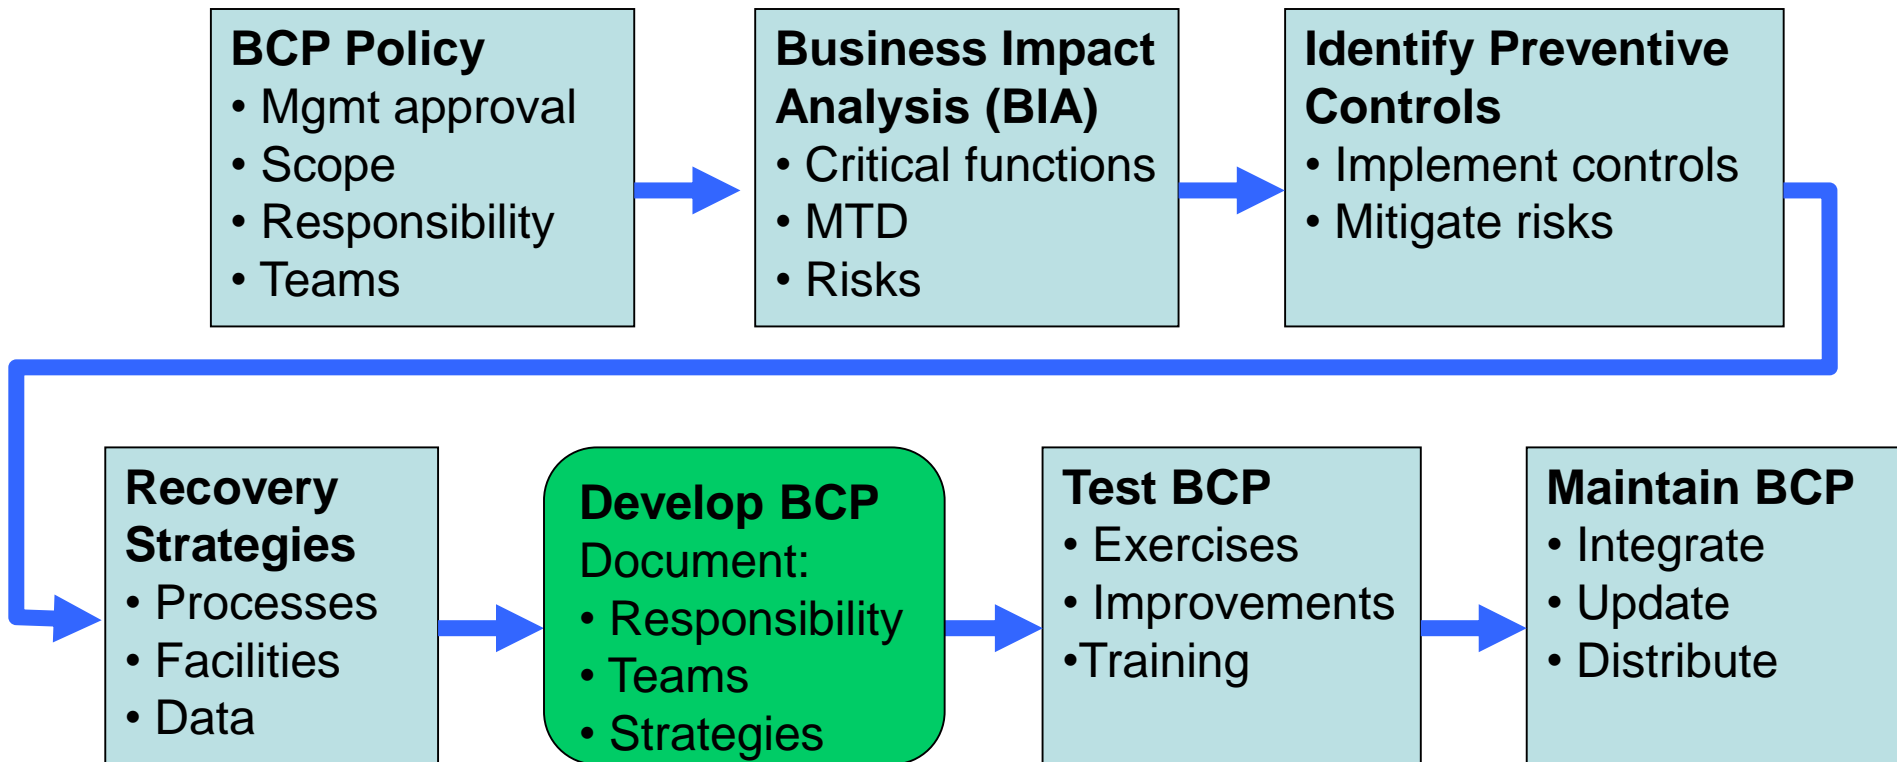 BCP Policy
• Mgmt approval
• Scope
• Responsibility
• Teams
Business Impact
Analysis (BIA)
• Critical functions
• MTD
• Risks
Identify Preventive
Controls
• Implement controls
• Mitigate risks
Recovery
Strategies
• Processes
• Facilities
• Data
Develop BCP
Document:
• Responsibility
• Teams
• Strategies
Test BCP
• Exercises
• Improvements
•Training
Maintain BCP
• Integrate
• Update
• Distribute